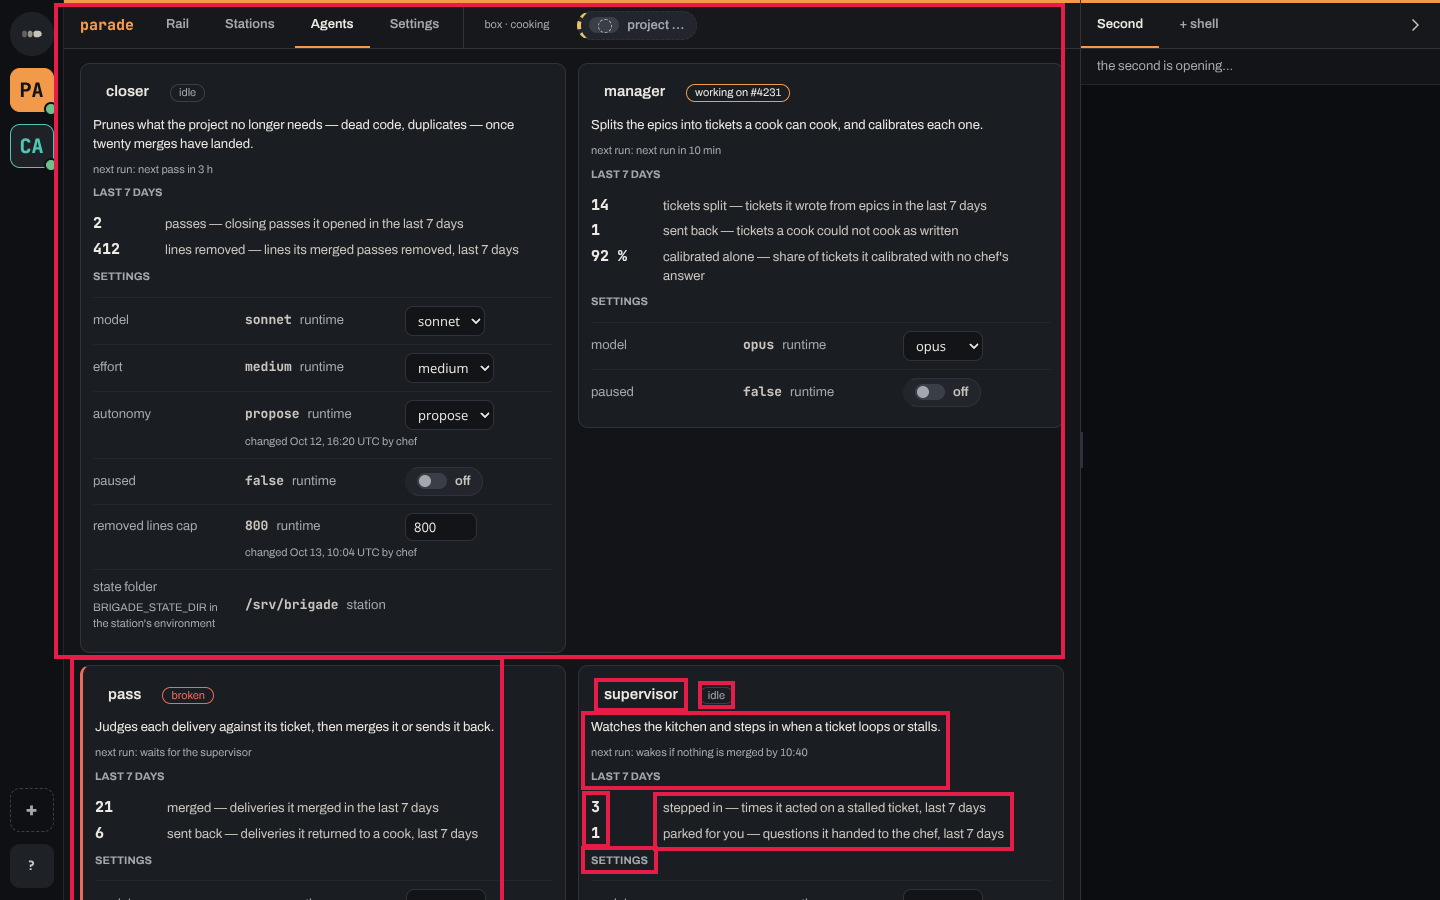 parade Rail Stations Agents Settings box · cooking project ...
Second + shell
the second is opening...
PA
CA
closer idle
Prunes what the project no longer needs — dead code, duplicates — once
twenty merges have landed.
next run: next pass in 3 h
LAST 7 DAYS
2 passes — closing passes it opened in the last 7 days
412 lines removed — lines its merged passes removed, last 7 days
SETTINGS
model sonnet runtime sonnet
effort medium runtime medium
autonomy propose runtime propose
changed Oct 12, 16:20 UTC by chef
paused false runtime off
removed lines cap 800 runtime 800
changed Oct 13, 10:04 UTC by chef
state folder
BRIGADE_STATE_DIR in
the station's environment
/srv/brigade station
manager working on #4231
Splits the epics into tickets a cook can cook, and calibrates each one.
next run: next run in 10 min
LAST 7 DAYS
14 tickets split — tickets it wrote from epics in the last 7 days
1 sent back — tickets a cook could not cook as written
92 % calibrated alone — share of tickets it calibrated with no chef's
answer
SETTINGS
model opus runtime opus
paused false runtime off
pass broken
Judges each delivery against its ticket, then merges it or sends it back.
next run: waits for the supervisor
LAST 7 DAYS
21 merged — deliveries it merged in the last 7 days
6 sent back — deliveries it returned to a cook, last 7 days
SETTINGS
supervisor idle
Watches the kitchen and steps in when a ticket loops or stalls.
next run: wakes if nothing is merged by 10:40
LAST 7 DAYS
3 stepped in — times it acted on a stalled ticket, last 7 days
1 parked for you — questions it handed to the chef, last 7 days
SETTINGS
+
?